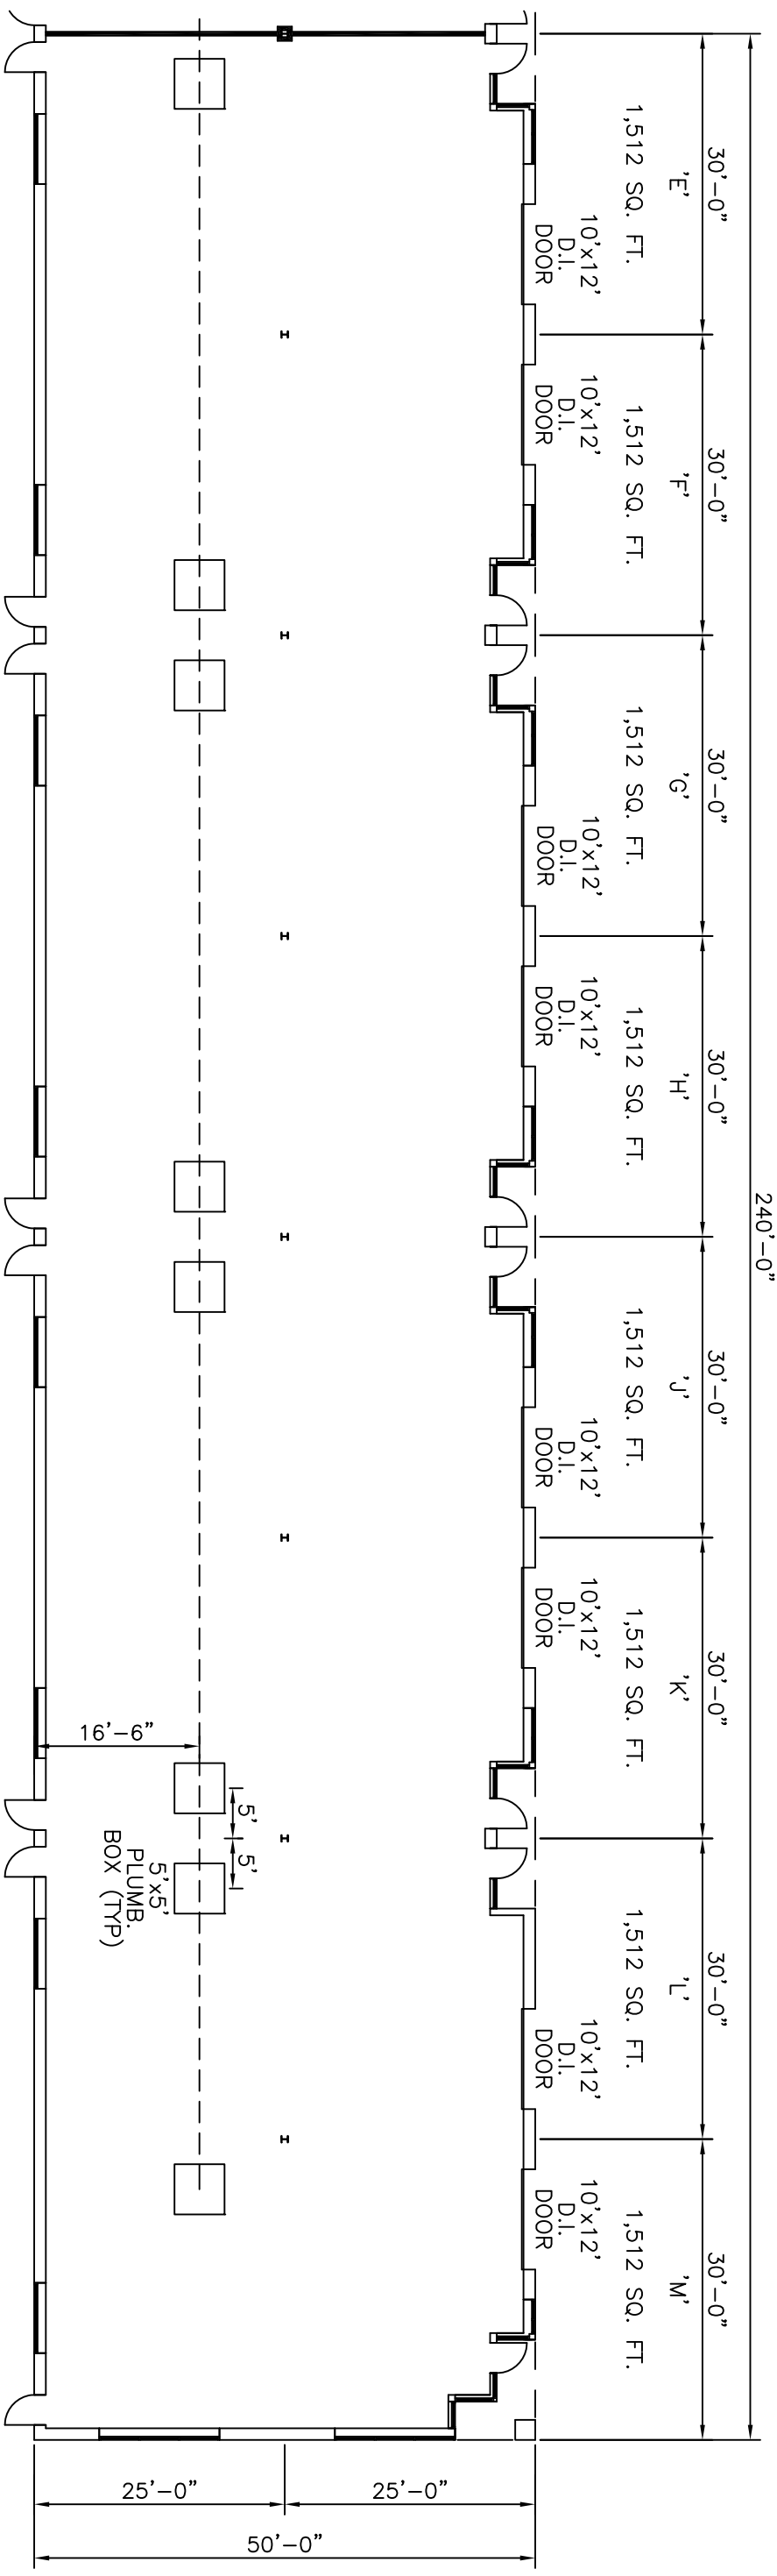 240'-0"
30'-0"
'E'
1,512 SQ. FT.
10'x12'
D.I.
DOOR
30'-0"
'F'
1,512 SQ. FT.
10'x12'
D.I.
DOOR
30'-0"
'G'
1,512 SQ. FT.
10'x12'
D.I.
DOOR
30'-0"
'H'
1,512 SQ. FT.
10'x12'
D.I.
DOOR
30'-0"
'J'
1,512 SQ. FT.
10'x12'
D.I.
DOOR
30'-0"
'K'
1,512 SQ. FT.
10'x12'
D.I.
DOOR
30'-0"
'L'
1,512 SQ. FT.
10'x12'
D.I.
DOOR
30'-0"
'M'
1,512 SQ. FT.
10'x12'
D.I.
DOOR
16'-6"
5'
5'
5'x5'
PLUMB.
BOX (TYP)
25'-0"
25'-0"
50'-0"